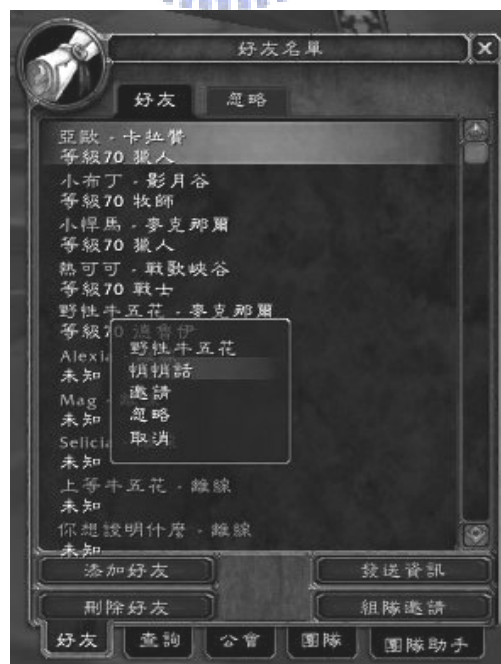 好友名單
好友 忽略
亞歐 - 卡拉贊
等級70 獵人
小布丁 - 影月谷
等級70 牧師
小悍馬 - 麥克那爾
等級70 獵人
熱可可 - 戰歌峽谷
等級70 戰士
野性牛五花 - 麥克那爾
等級70 德魯伊
野性牛五花
Alexia
悄悄話
未知
邀請
Mag
未知
忽略
Selicia
取消
未知
上等牛五花 - 離線
未知
你想說明什麼 - 離線
未知
添加好友 發送資訊
刪除好友 組隊邀請
好友 查詢 公會 團隊 團隊助手